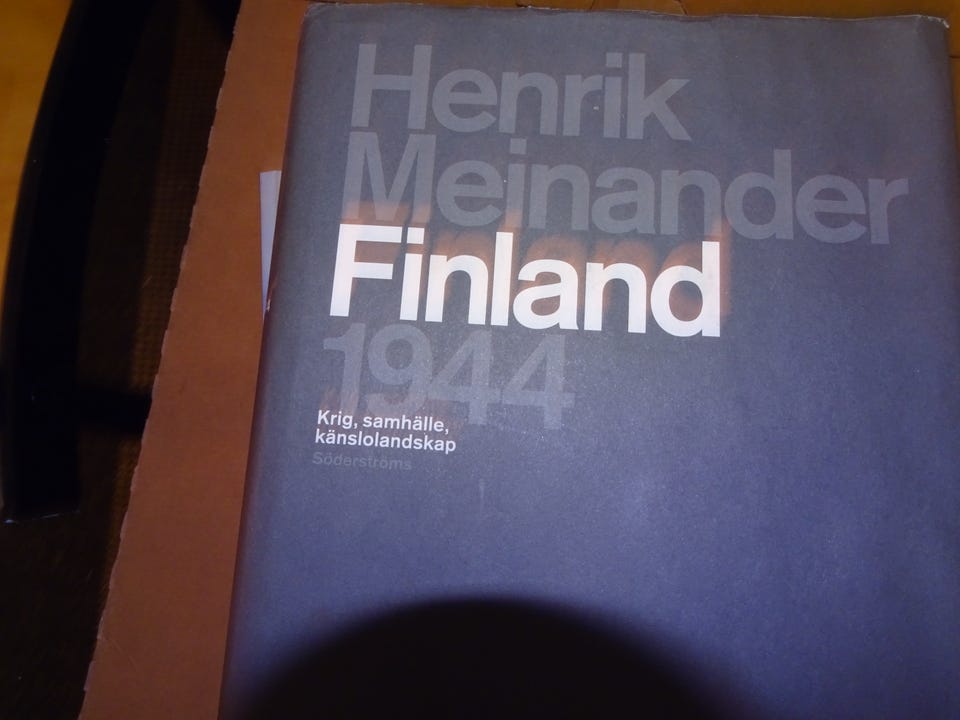 Henrik
Meinander
Finland
1944
Krig, samhälle,
känslolandskap
Söderströms